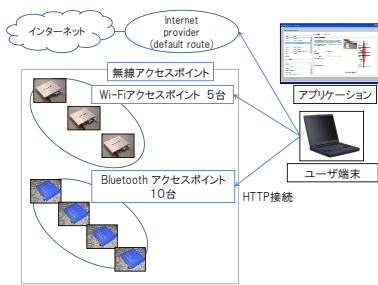 インターネット
Internet
provider
(default route)
無線アクセスポイント
Wi-Fiアクセスポイント 5台
アプリケーション
ユーザ端末
Bluetooth アクセスポイント
10台
HTTP接続